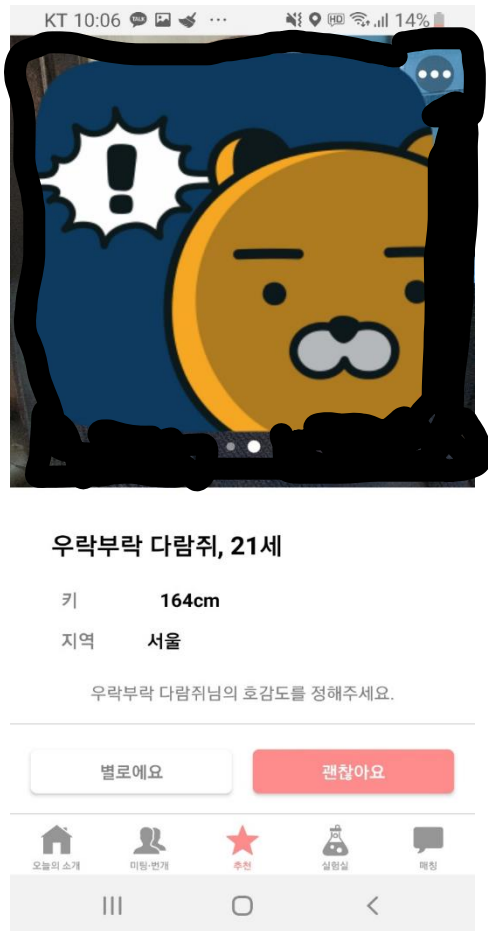 KT 10:06 TALK ··· HD 14%
!
우락부락 다람쥐, 21세
키 164cm
지역 서울
우락부락 다람쥐님의 호감도를 정해주세요.
별로에요 괜찮아요
오늘의 소개 미팅·번개 추천 실험실 매칭